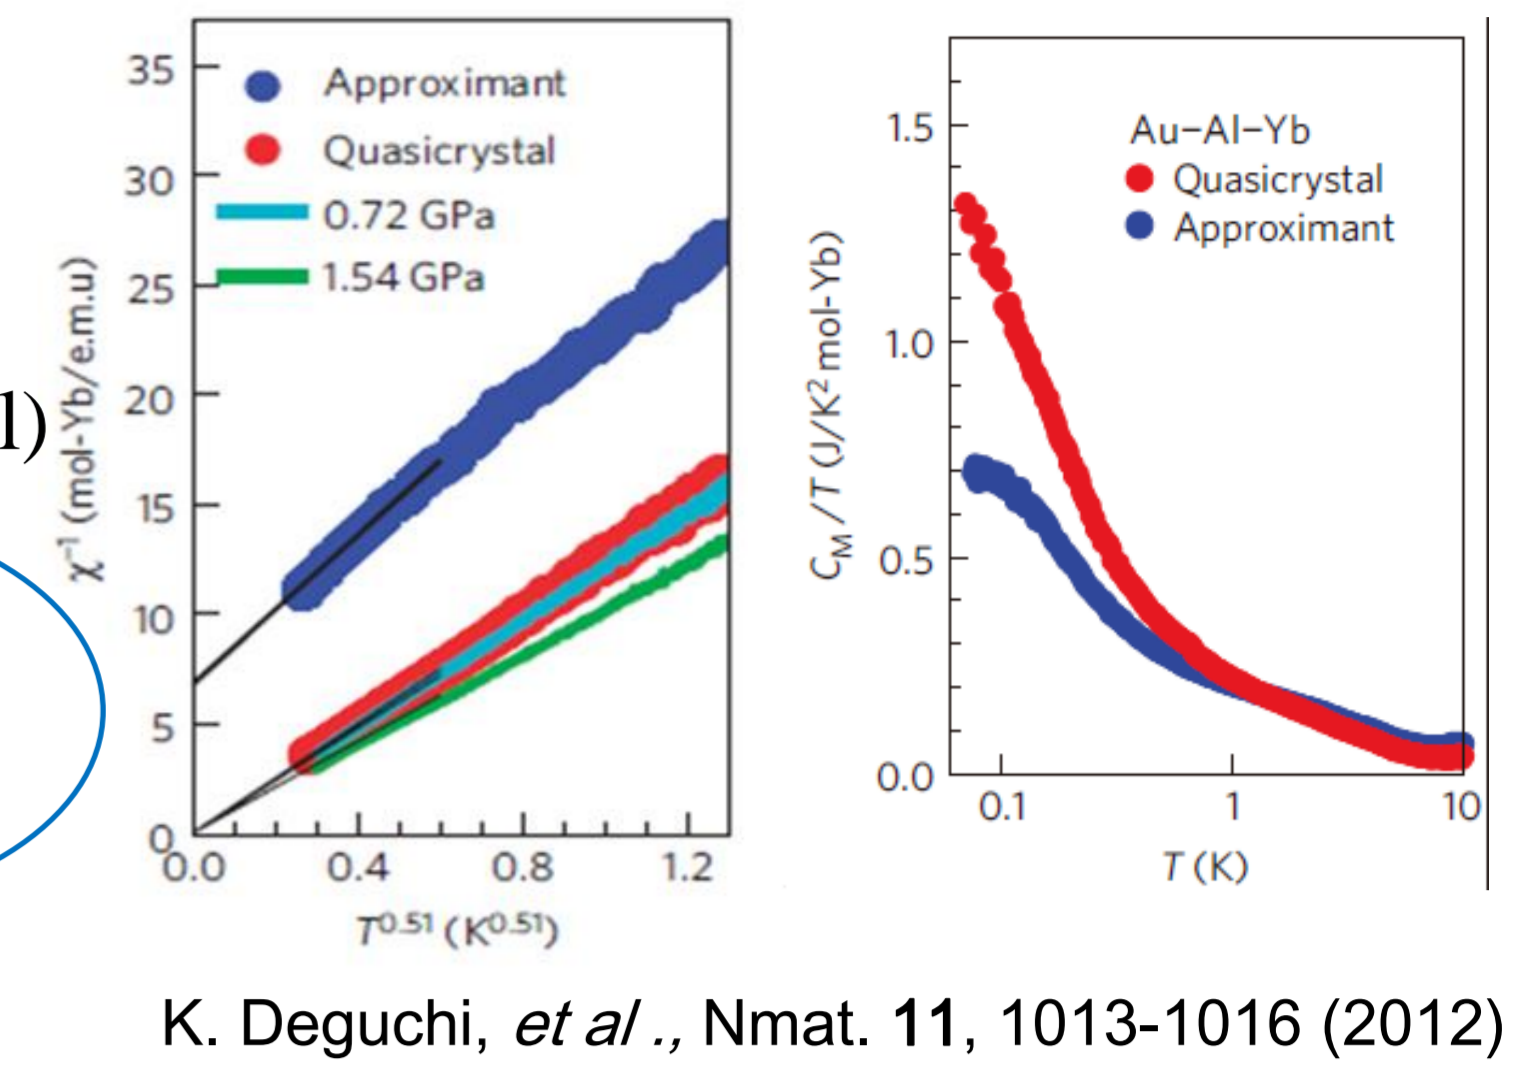 35
30
25
20
15
10
5
0
χ⁻¹ (mol-Yb/e.m.u)
Approximant
Quasicrystal
0.72 GPa
1.54 GPa
0.0 0.4 0.8 1.2
T⁰·⁵¹ (K⁰·⁵¹)
l)
1.5
1.0
0.5
0.0
C_M/T (J/K² mol-Yb)
Au–Al–Yb
Quasicrystal
Approximant
0.1 1 10
T (K)
K. Deguchi, et al ., Nmat. 11, 1013-1016 (2012)